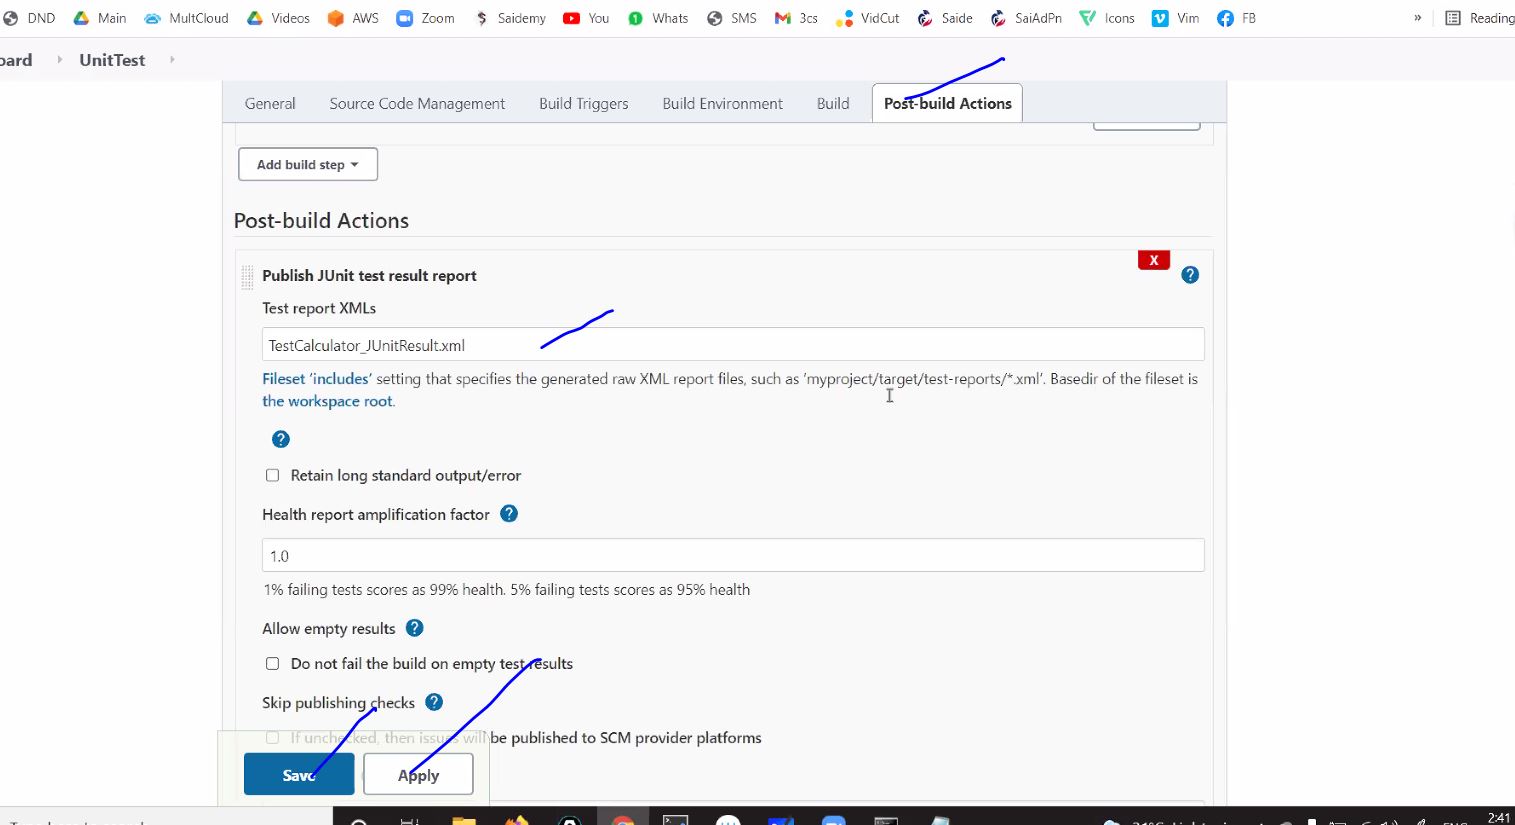 DND Main MultCloud Videos AWS Zoom Saidemy You Whats SMS 3cs VidCut Saide SaiAdPn Icons Vim FB » Reading
oard UnitTest
General Source Code Management Build Triggers Build Environment Build Post-build Actions
Add build step
Post-build Actions
Publish JUnit test result report
X
Test report XMLs
TestCalculator_JUnitResult.xml
Fileset 'includes' setting that specifies the generated raw XML report files, such as 'myproject/target/test-reports/*.xml'. Basedir of the fileset is
the workspace root.
Retain long standard output/error
Health report amplification factor
1.0
1% failing tests scores as 99% health. 5% failing tests scores as 95% health
Allow empty results
Do not fail the build on empty test results
Skip publishing checks
If unchecked, then issues will be published to SCM provider platforms
Save Apply
2:41